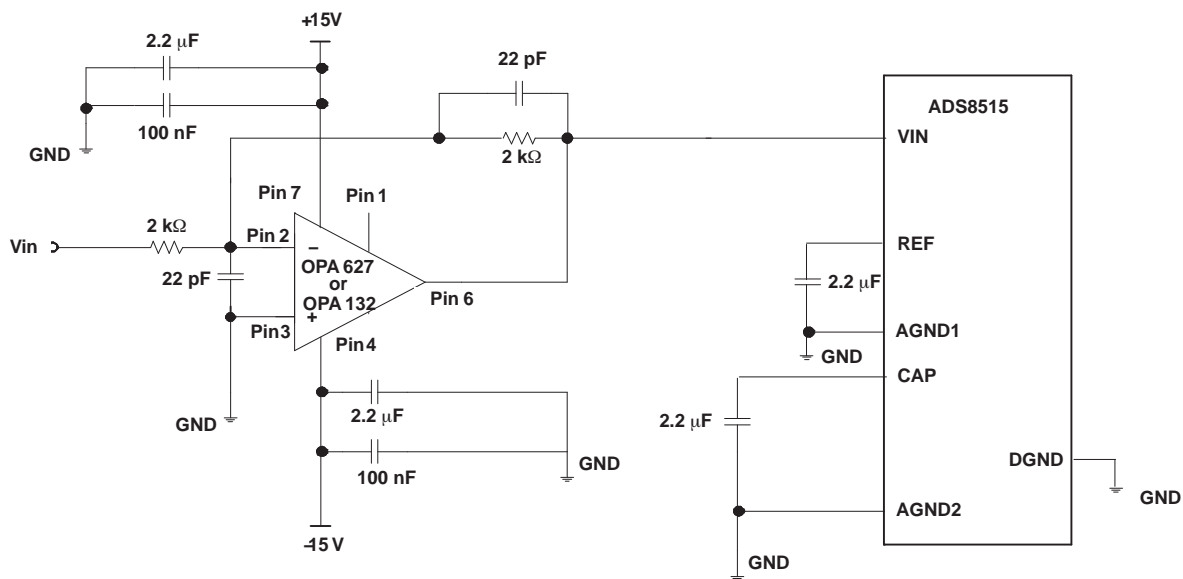 +15V
2.2 μF
22 pF
ADS8515
100 nF
GND
VIN
2 kΩ
Pin 7
Pin 1
2 kΩ
Vin
Pin 2
−
REF
22 pF
OPA 627
or
OPA 132
Pin 6
2.2 μF
+
Pin3
AGND1
Pin 4
GND
CAP
GND
2.2 μF
2.2 μF
GND
DGND
100 nF
GND
AGND2
–15 V
GND